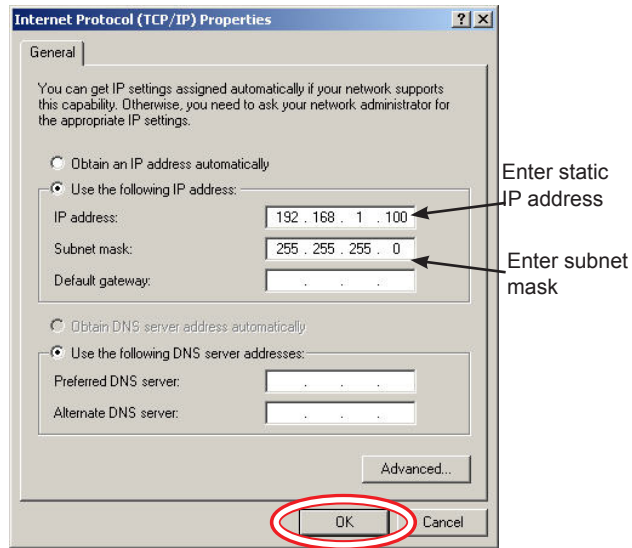 Internet Protocol (TCP/IP) Properties
General
You can get IP settings assigned automatically if your network supports
this capability. Otherwise, you need to ask your network administrator for
the appropriate IP settings.
Obtain an IP address automatically
Use the following IP address:
IP address:
192 . 168 . 1 . 100
Enter static
IP address
Subnet mask:
255 . 255 . 255 . 0
Enter subnet
mask
Default gateway:
. . .
Obtain DNS server address automatically
Use the following DNS server addresses:
Preferred DNS server:
. . .
Alternate DNS server:
. . .
Advanced...
OK
Cancel